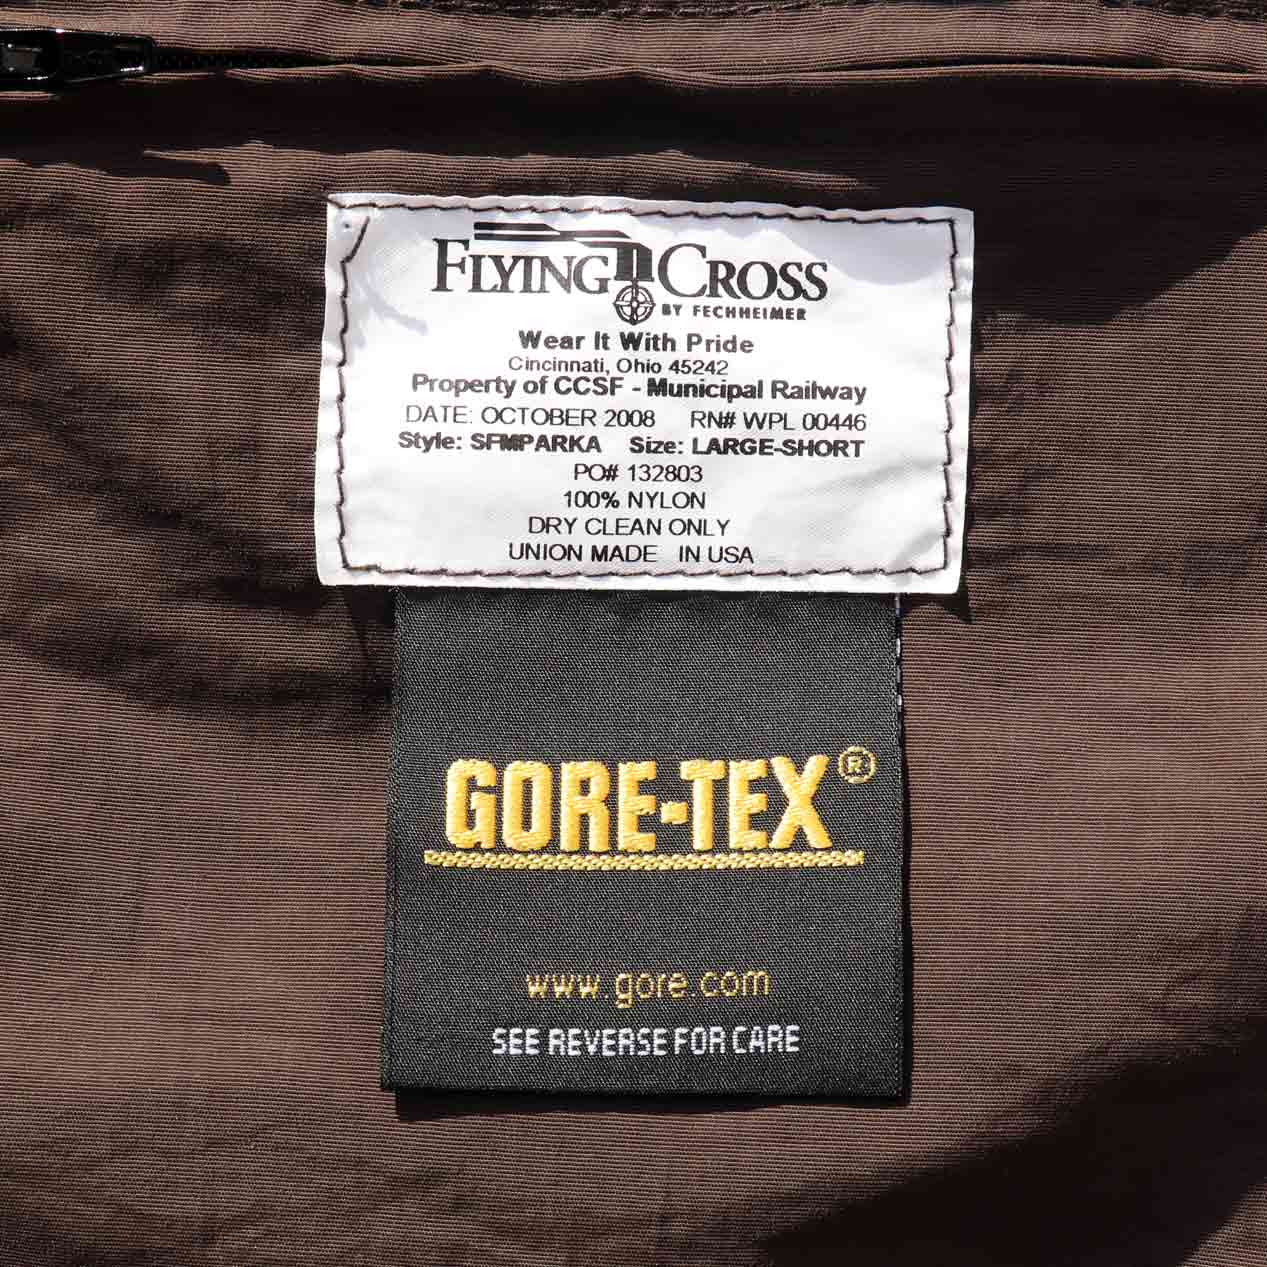 FLYING CROSS
BY FECHHEIMER
Wear It With Pride
Cincinnati, Ohio 45242
Property of CCSF - Municipal Railway
DATE: OCTOBER 2008 RN# WPL 00446
Style: SFMPARKA Size: LARGE-SHORT
PO# 132803
100% NYLON
DRY CLEAN ONLY
UNION MADE IN USA
GORE-TEX®
www.gore.com
SEE REVERSE FOR CARE